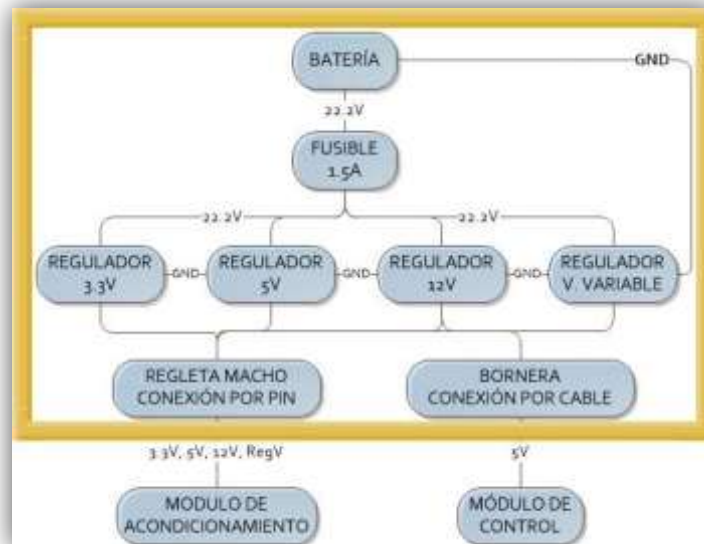 BATERÍA
GND
22.2V
FUSIBLE
1.5A
22.2V
22.2V
REGULADOR
3.3V
GND
REGULADOR
5V
GND
REGULADOR
12V
GND
REGULADOR
V. VARIABLE
REGLETA MACHO
CONEXIÓN POR PIN
BORNERA
CONEXIÓN POR CABLE
3.3V, 5V, 12V, RegV
5V
MODULO DE
ACONDICIONAMIENTO
MÓDULO DE
CONTROL